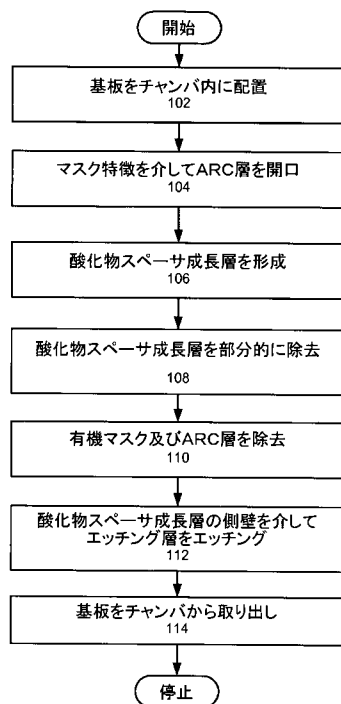 開始
基板をチャンバ内に配置
102
マスク特徴を介してARC層を開口
104
酸化物スペーサ成長層を形成
106
酸化物スペーサ成長層を部分的に除去
108
有機マスク及びARC層を除去
110
酸化物スペーサ成長層の側壁を介して
エッチング層をエッチング
112
基板をチャンバから取り出し
114
停止